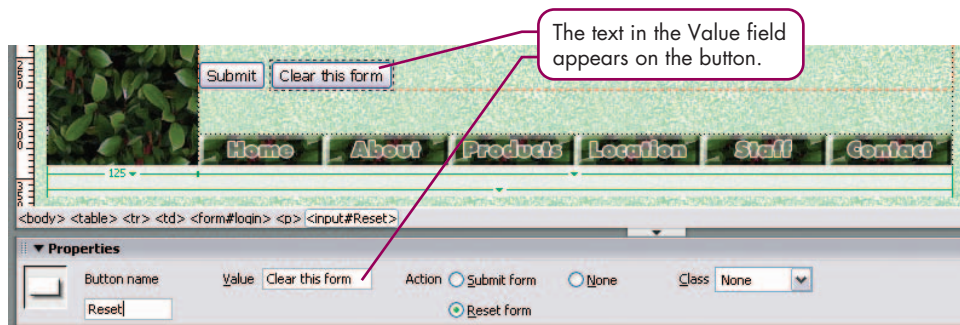 The text in the Value field
appears on the button.
Submit Clear this form
Home About Products Location Staff Contact
125
<body> <table> <tr> <td> <form#login> <p> <input#Reset>
Properties
Button name Value Clear this form Action Submit form None Class None
Reset Reset form